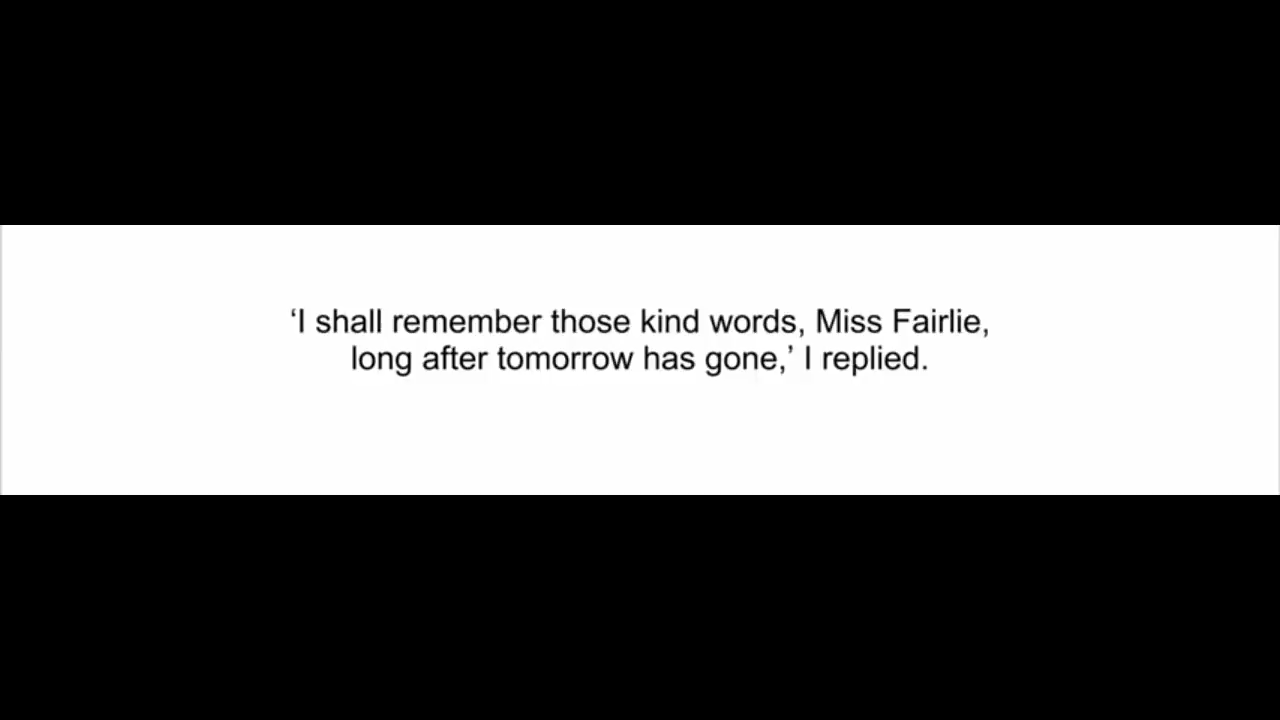 ‘I shall remember those kind words, Miss Fairlie,
long after tomorrow has gone,’ I replied.